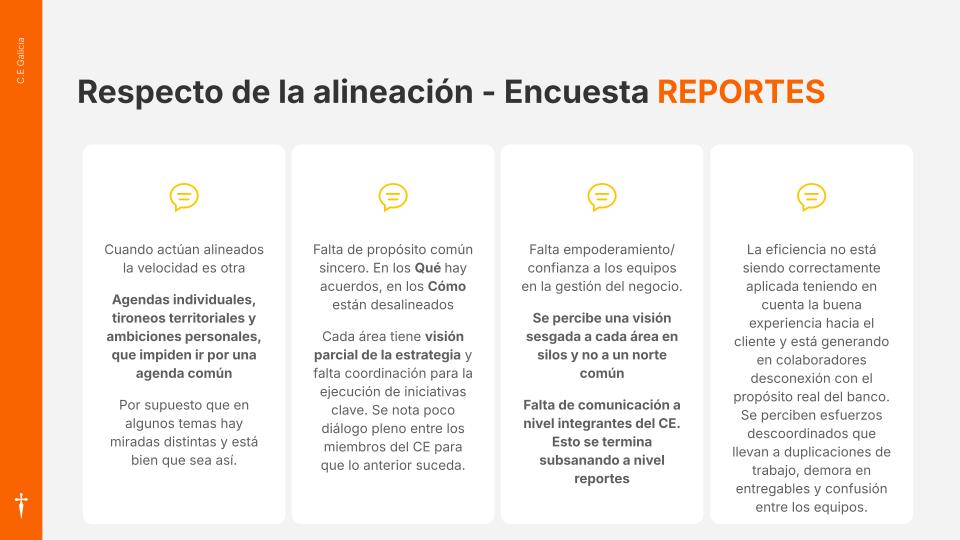 C.E Galicia
Respecto de la alineación - Encuesta REPORTES
Cuando actúan alineados
la velocidad es otra
Agendas individuales,
tironeos territoriales y
ambiciones personales,
que impiden ir por una
agenda común
Por supuesto que en
algunos temas hay
miradas distintas y está
bien que sea así.
Falta de propósito común
sincero. En los Qué hay
acuerdos, en los Cómo
están desalineados
Cada área tiene visión
parcial de la estrategia y
falta coordinación para la
ejecución de iniciativas
clave. Se nota poco
diálogo pleno entre los
miembros del CE para
que lo anterior suceda.
Falta empoderamiento/
confianza a los equipos
en la gestión del negocio.
Se percibe una visión
sesgada a cada área en
silos y no a un norte
común
Falta de comunicación a
nivel integrantes del CE.
Esto se termina
subsanando a nivel
reportes
La eficiencia no está
siendo correctamente
aplicada teniendo en
cuenta la buena
experiencia hacia el
cliente y está generando
en colaboradores
desconexión con el
propósito real del banco.
Se perciben esfuerzos
descoordinados que
llevan a duplicaciones de
trabajo, demora en
entregables y confusión
entre los equipos.